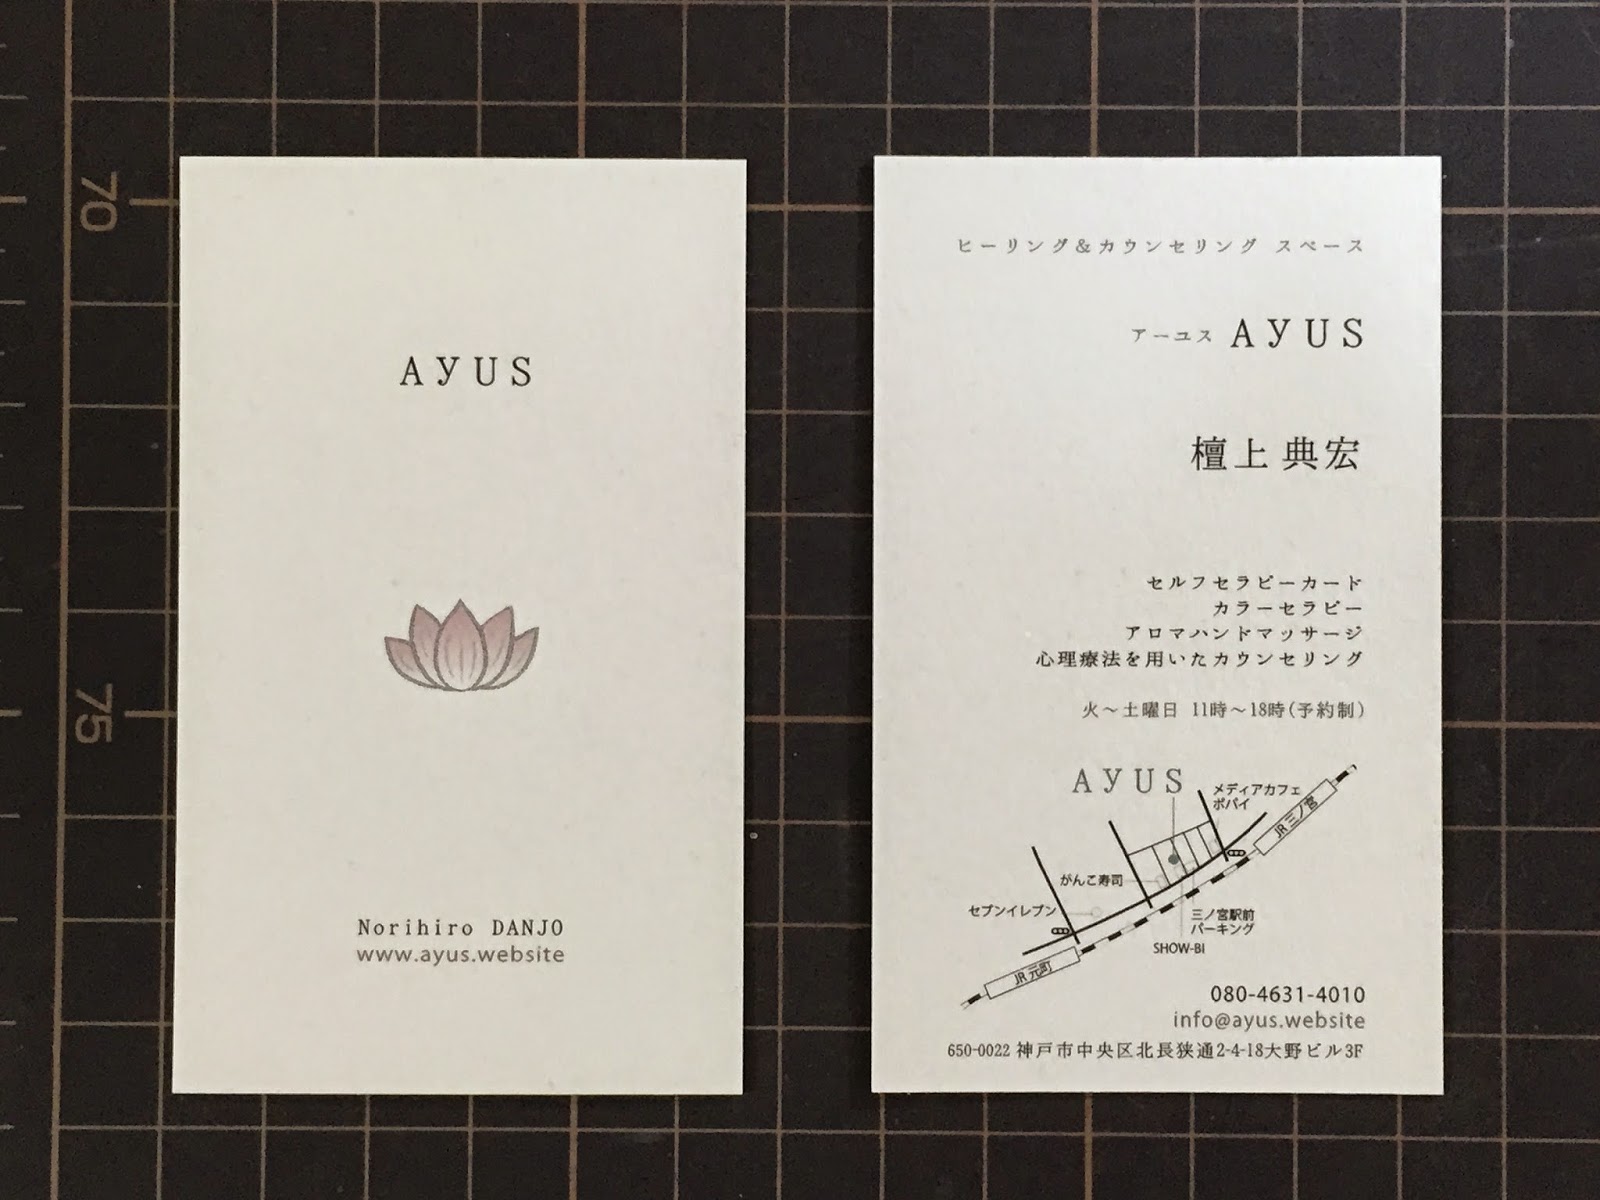 70
75
AYUS
Norihiro DANJO
www.ayus.website
ヒーリング&カウンセリング スペース
アーユス AYUS
檀上 典宏
セルフセラピーカード
カラーセラピー
アロマハンドマッサージ
心理療法を用いたカウンセリング
火～土曜日 11時～18時(予約制)
AYUS
メディアカフェ
ポパイ
JR 三ノ宮
がんこ寿司
セブンイレブン
三ノ宮駅前
パーキング
SHOW-BI
JR 元町
080-4631-4010
info@ayus.website
650-0022 神戸市中央区北長狭通2-4-18大野ビル3F